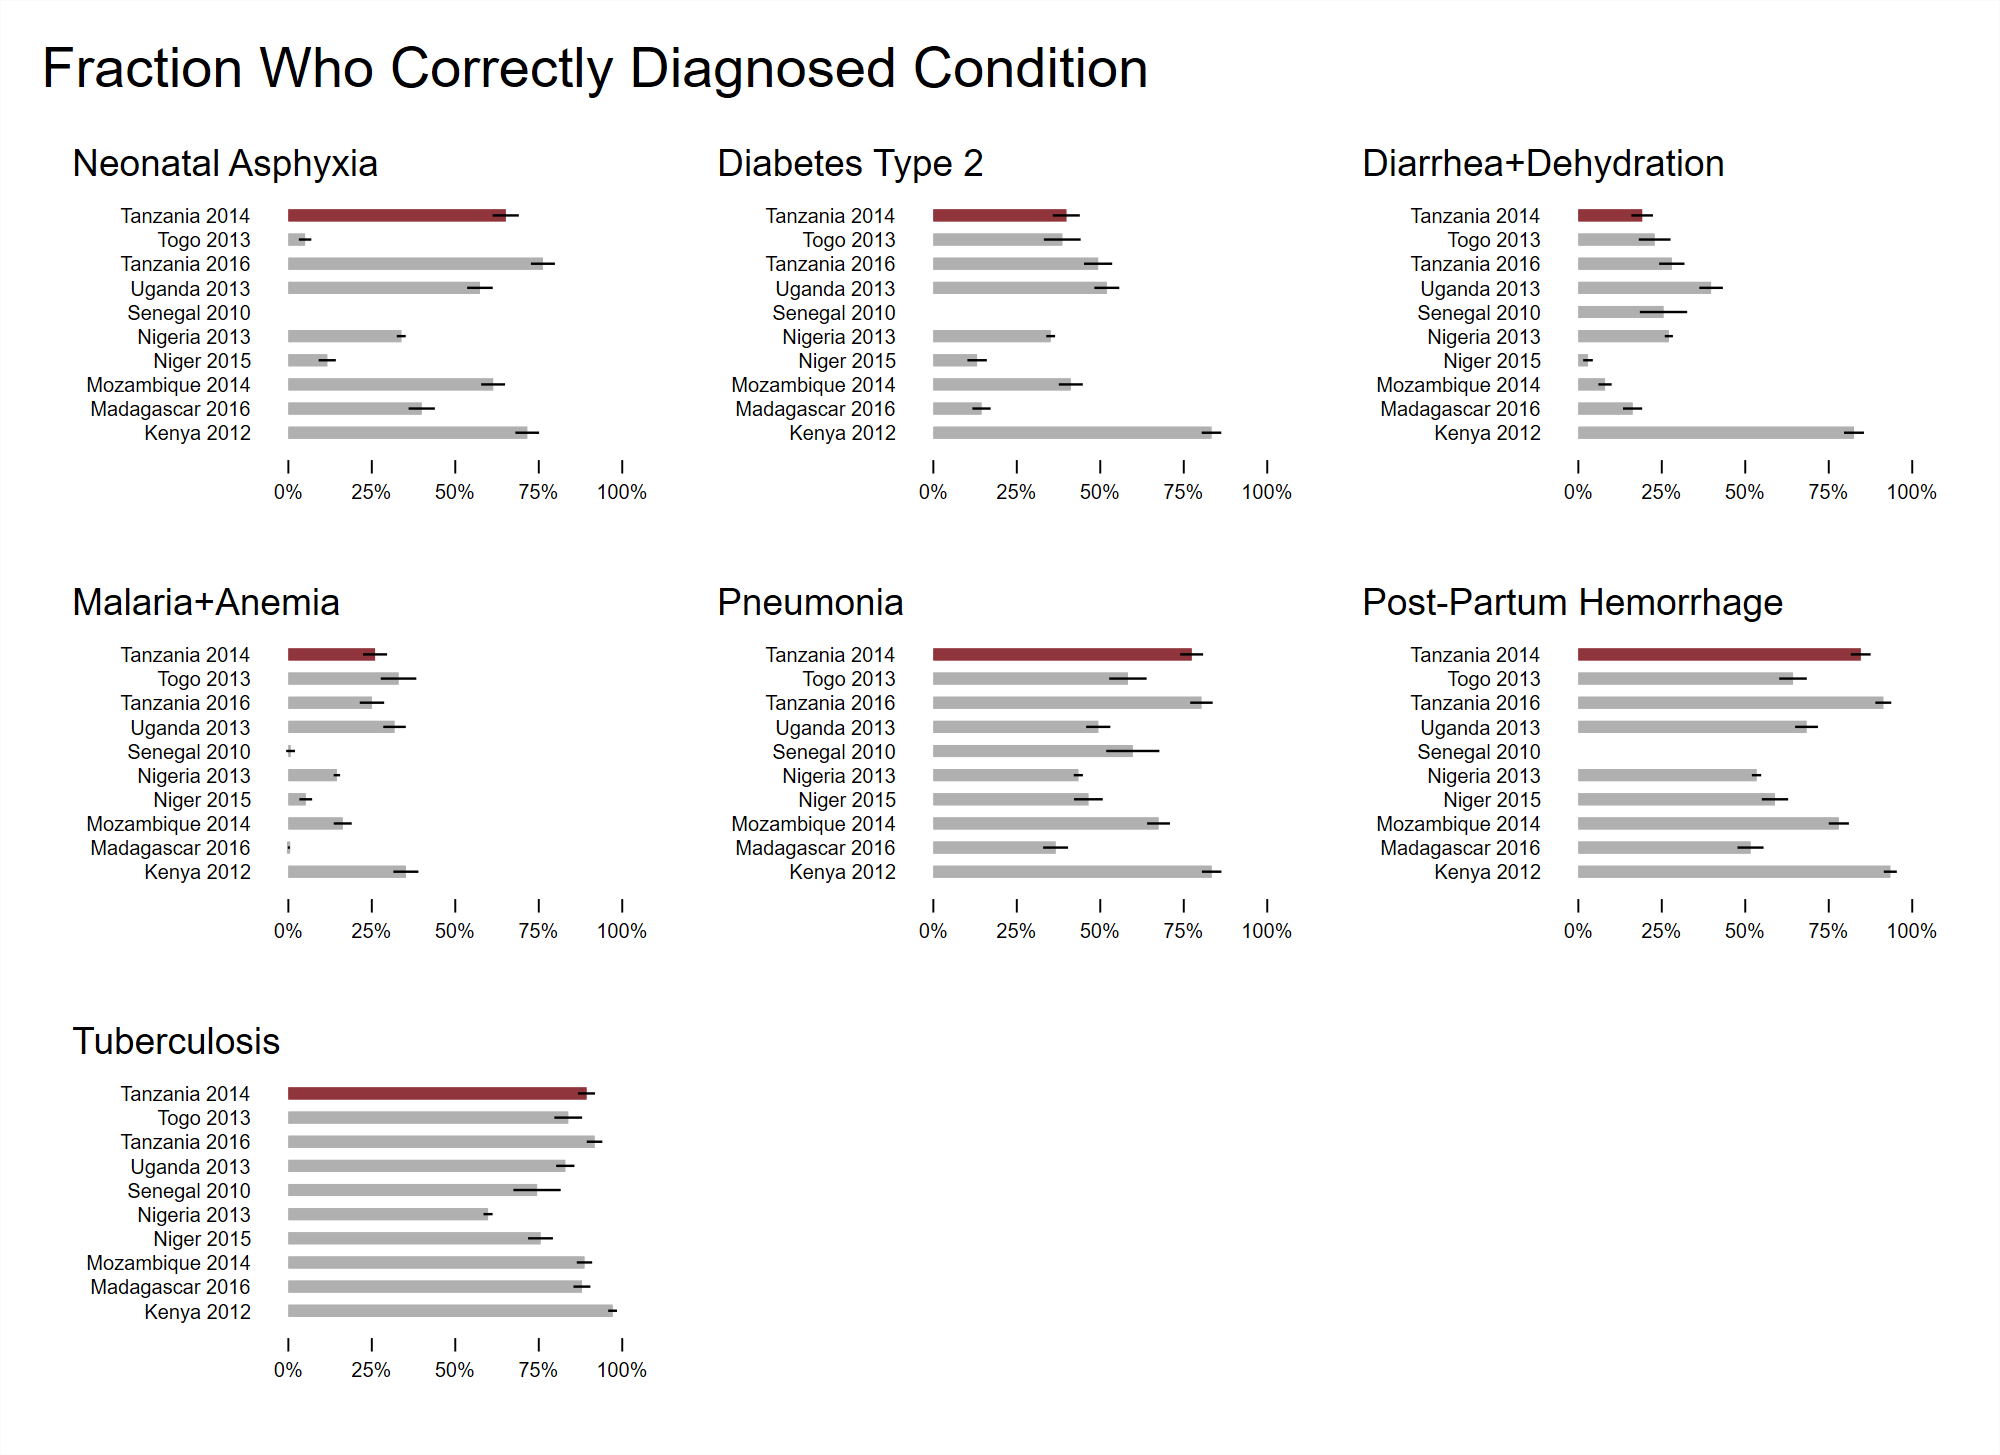 Fraction Who Correctly Diagnosed Condition
Neonatal Asphyxia
Tanzania 2014
Togo 2013
Tanzania 2016
Uganda 2013
Senegal 2010
Nigeria 2013
Niger 2015
Mozambique 2014
Madagascar 2016
Kenya 2012
0% 25% 50% 75% 100%
Diabetes Type 2
Tanzania 2014
Togo 2013
Tanzania 2016
Uganda 2013
Senegal 2010
Nigeria 2013
Niger 2015
Mozambique 2014
Madagascar 2016
Kenya 2012
0% 25% 50% 75% 100%
Diarrhea+Dehydration
Tanzania 2014
Togo 2013
Tanzania 2016
Uganda 2013
Senegal 2010
Nigeria 2013
Niger 2015
Mozambique 2014
Madagascar 2016
Kenya 2012
0% 25% 50% 75% 100%
Malaria+Anemia
Tanzania 2014
Togo 2013
Tanzania 2016
Uganda 2013
Senegal 2010
Nigeria 2013
Niger 2015
Mozambique 2014
Madagascar 2016
Kenya 2012
0% 25% 50% 75% 100%
Pneumonia
Tanzania 2014
Togo 2013
Tanzania 2016
Uganda 2013
Senegal 2010
Nigeria 2013
Niger 2015
Mozambique 2014
Madagascar 2016
Kenya 2012
0% 25% 50% 75% 100%
Post-Partum Hemorrhage
Tanzania 2014
Togo 2013
Tanzania 2016
Uganda 2013
Senegal 2010
Nigeria 2013
Niger 2015
Mozambique 2014
Madagascar 2016
Kenya 2012
0% 25% 50% 75% 100%
Tuberculosis
Tanzania 2014
Togo 2013
Tanzania 2016
Uganda 2013
Senegal 2010
Nigeria 2013
Niger 2015
Mozambique 2014
Madagascar 2016
Kenya 2012
0% 25% 50% 75% 100%